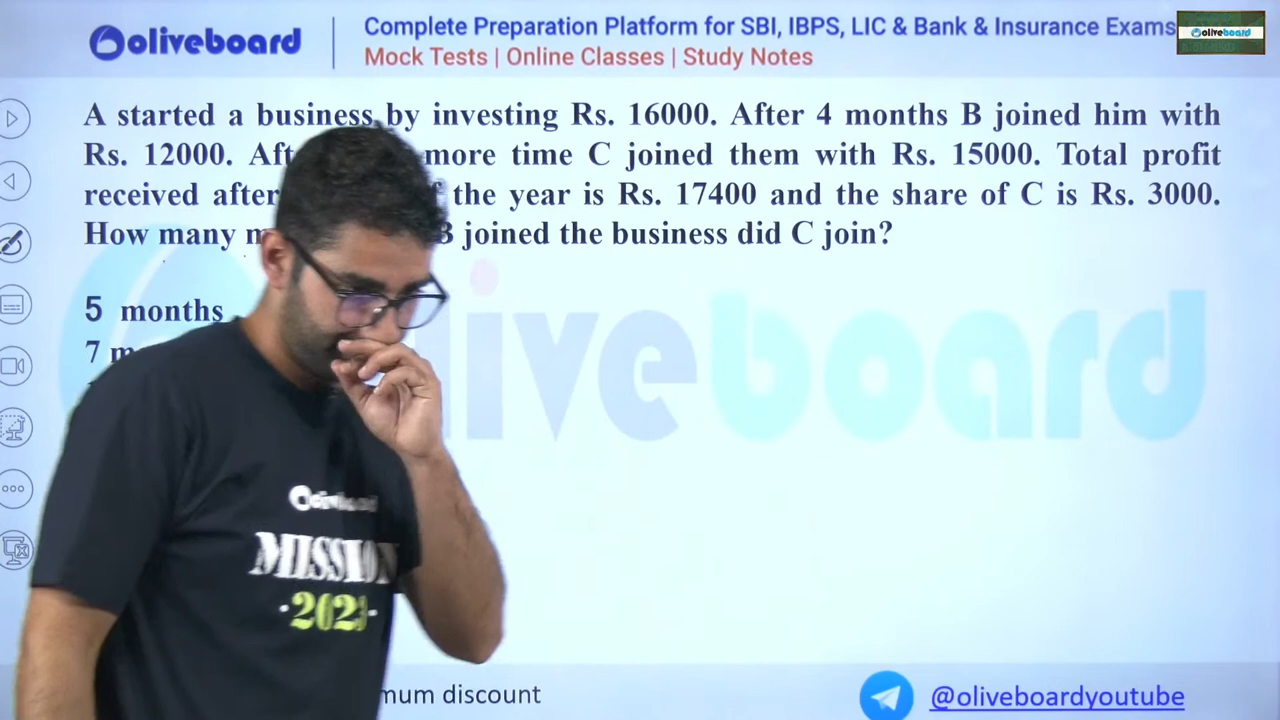 oliveboard
Complete Preparation Platform for SBI, IBPS, LIC & Bank & Insurance Exams
Mock Tests | Online Classes | Study Notes
oliveboard
A started a business by investing Rs. 16000. After 4 months B joined him with
Rs. 12000. more time C joined them with Rs. 15000. Total profit
received after the year is Rs. 17400 and the share of C is Rs. 3000.
How many B joined the business did C join?
5 months
7
oliveboard
Oliveboard
MISSION
discount
@oliveboardyoutube